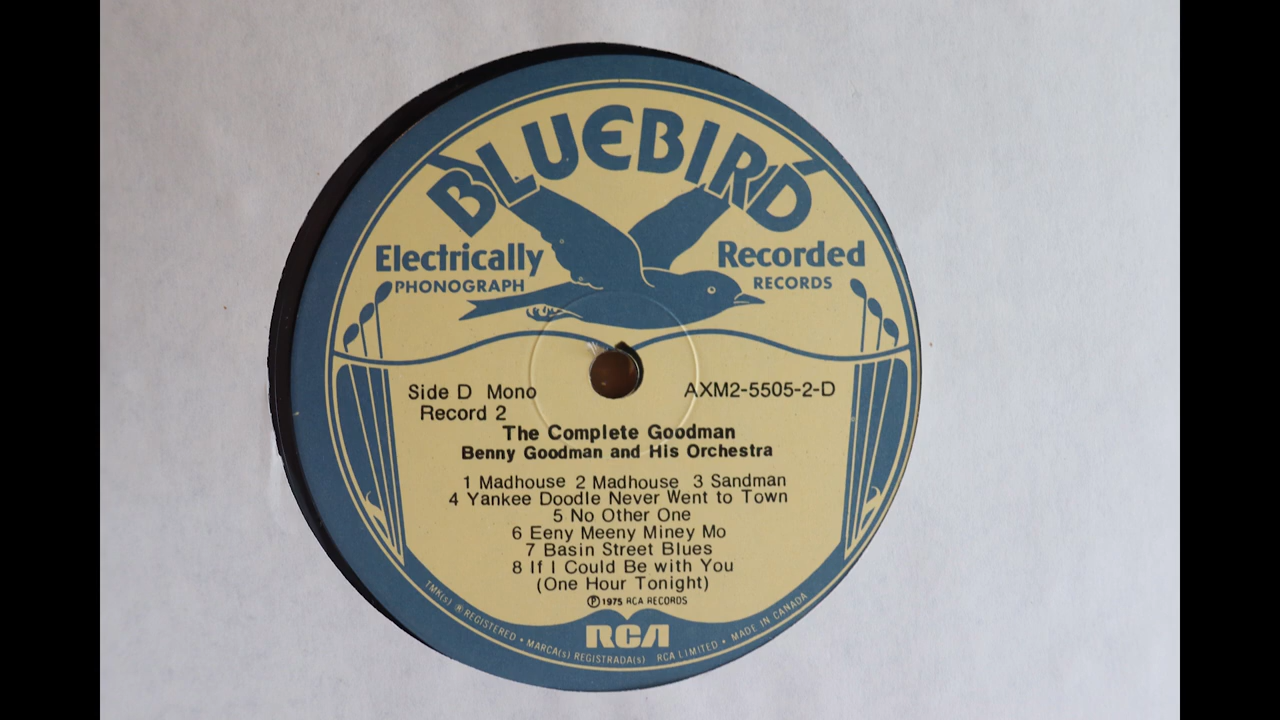 BLUEBIRD
Electrically Recorded
PHONOGRAPH RECORDS
Side D Mono AXM2-5505-2-D
Record 2
The Complete Goodman
Benny Goodman and His Orchestra
1 Madhouse 2 Madhouse 3 Sandman
4 Yankee Doodle Never Went to Town
5 No Other One
6 Eeny Meeny Miney Mo
7 Basin Street Blues
8 If I Could Be with You
(One Hour Tonight)
℗ 1975 RCA RECORDS
RCA
TMK(s) ® REGISTERED • MARCA(s) REGISTRADA(s) RCA LIMITED • MADE IN CANADA